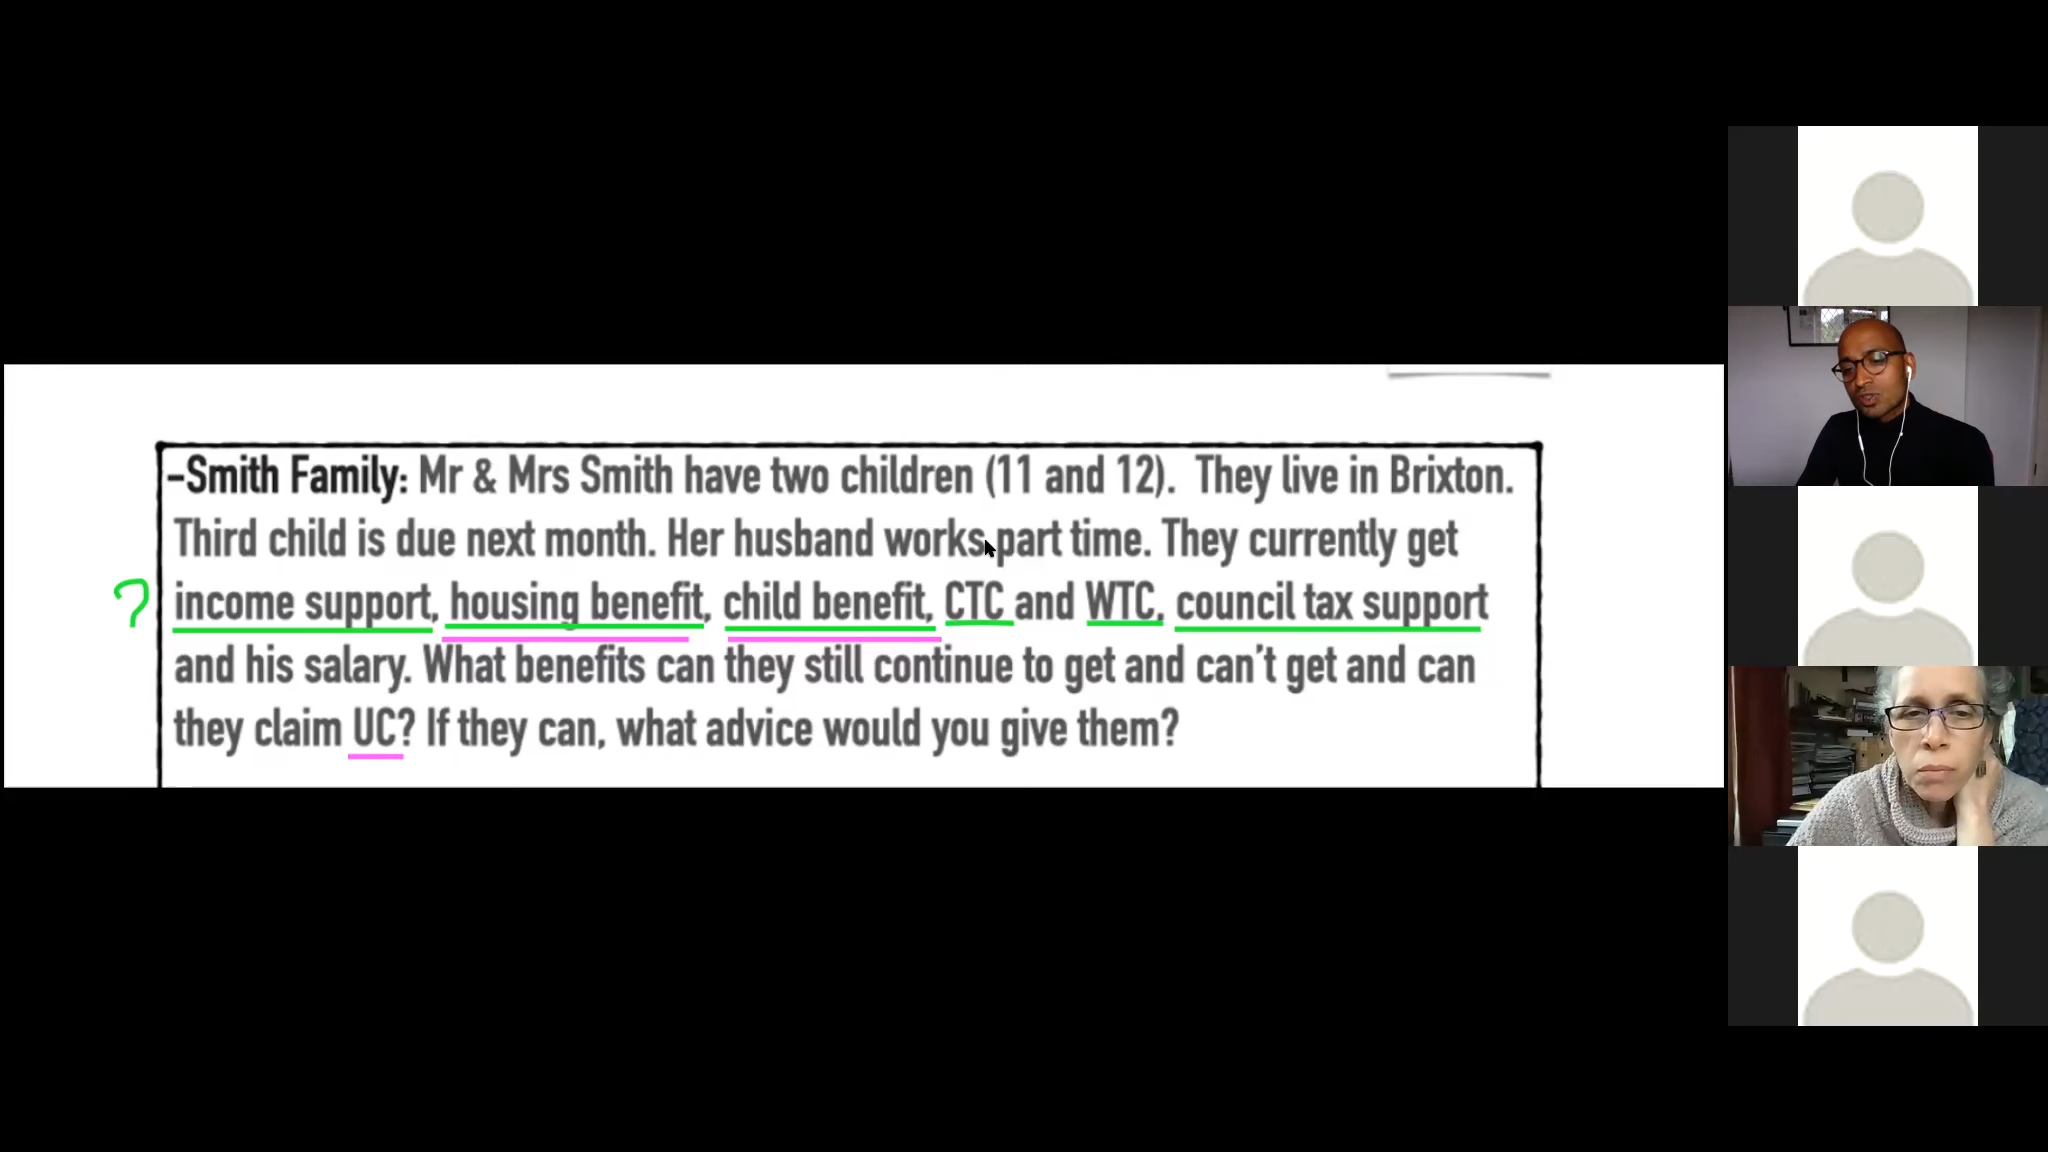 -Smith Family: Mr & Mrs Smith have two children (11 and 12). They live in Brixton.
Third child is due next month. Her husband works part time. They currently get
? income support, housing benefit, child benefit, CTC and WTC, council tax support
and his salary. What benefits can they still continue to get and can't get and can
they claim UC? If they can, what advice would you give them?